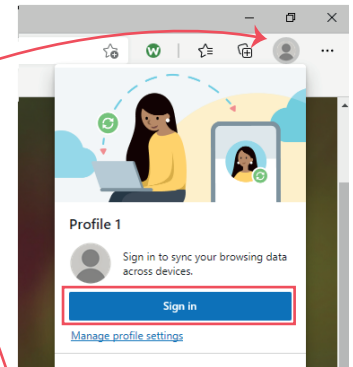 Profile 1
Sign in to sync your browsing data
across devices.
Sign in
Manage profile settings